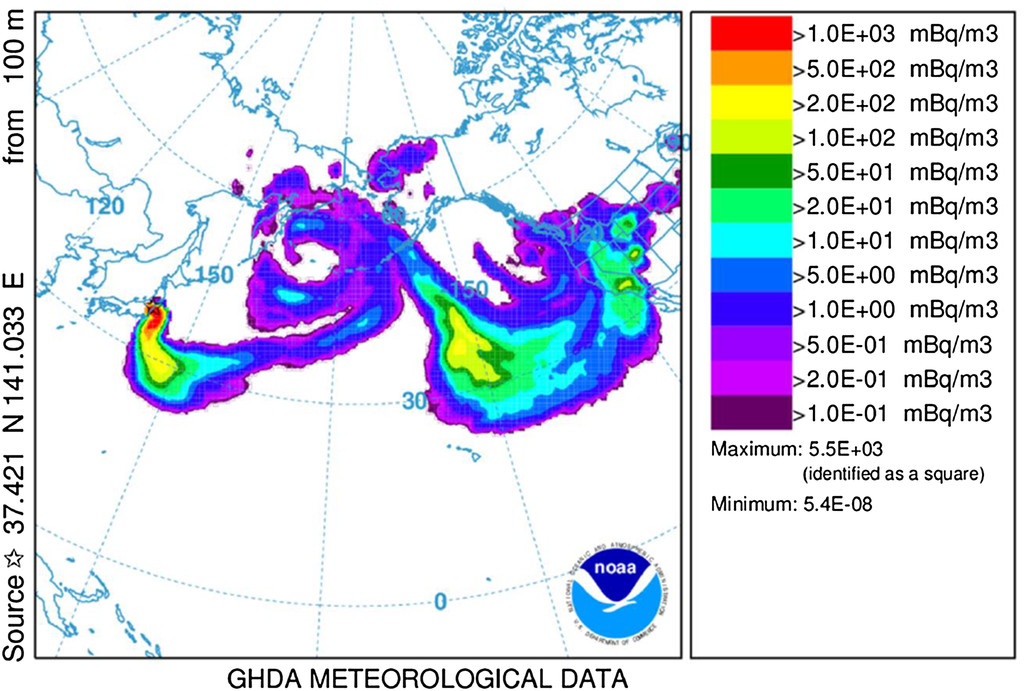 Source ☆ 37.421 N 141.033 E from 100 m
120
150
60
150
30
0
>1.0E+03 mBq/m3
>5.0E+02 mBq/m3
>2.0E+02 mBq/m3
>1.0E+02 mBq/m3
>5.0E+01 mBq/m3
>2.0E+01 mBq/m3
>1.0E+01 mBq/m3
>5.0E+00 mBq/m3
>1.0E+00 mBq/m3
>5.0E-01 mBq/m3
>2.0E-01 mBq/m3
>1.0E-01 mBq/m3
Maximum: 5.5E+03
(identified as a square)
Minimum: 5.4E-08
noaa
GHDA METEOROLOGICAL DATA